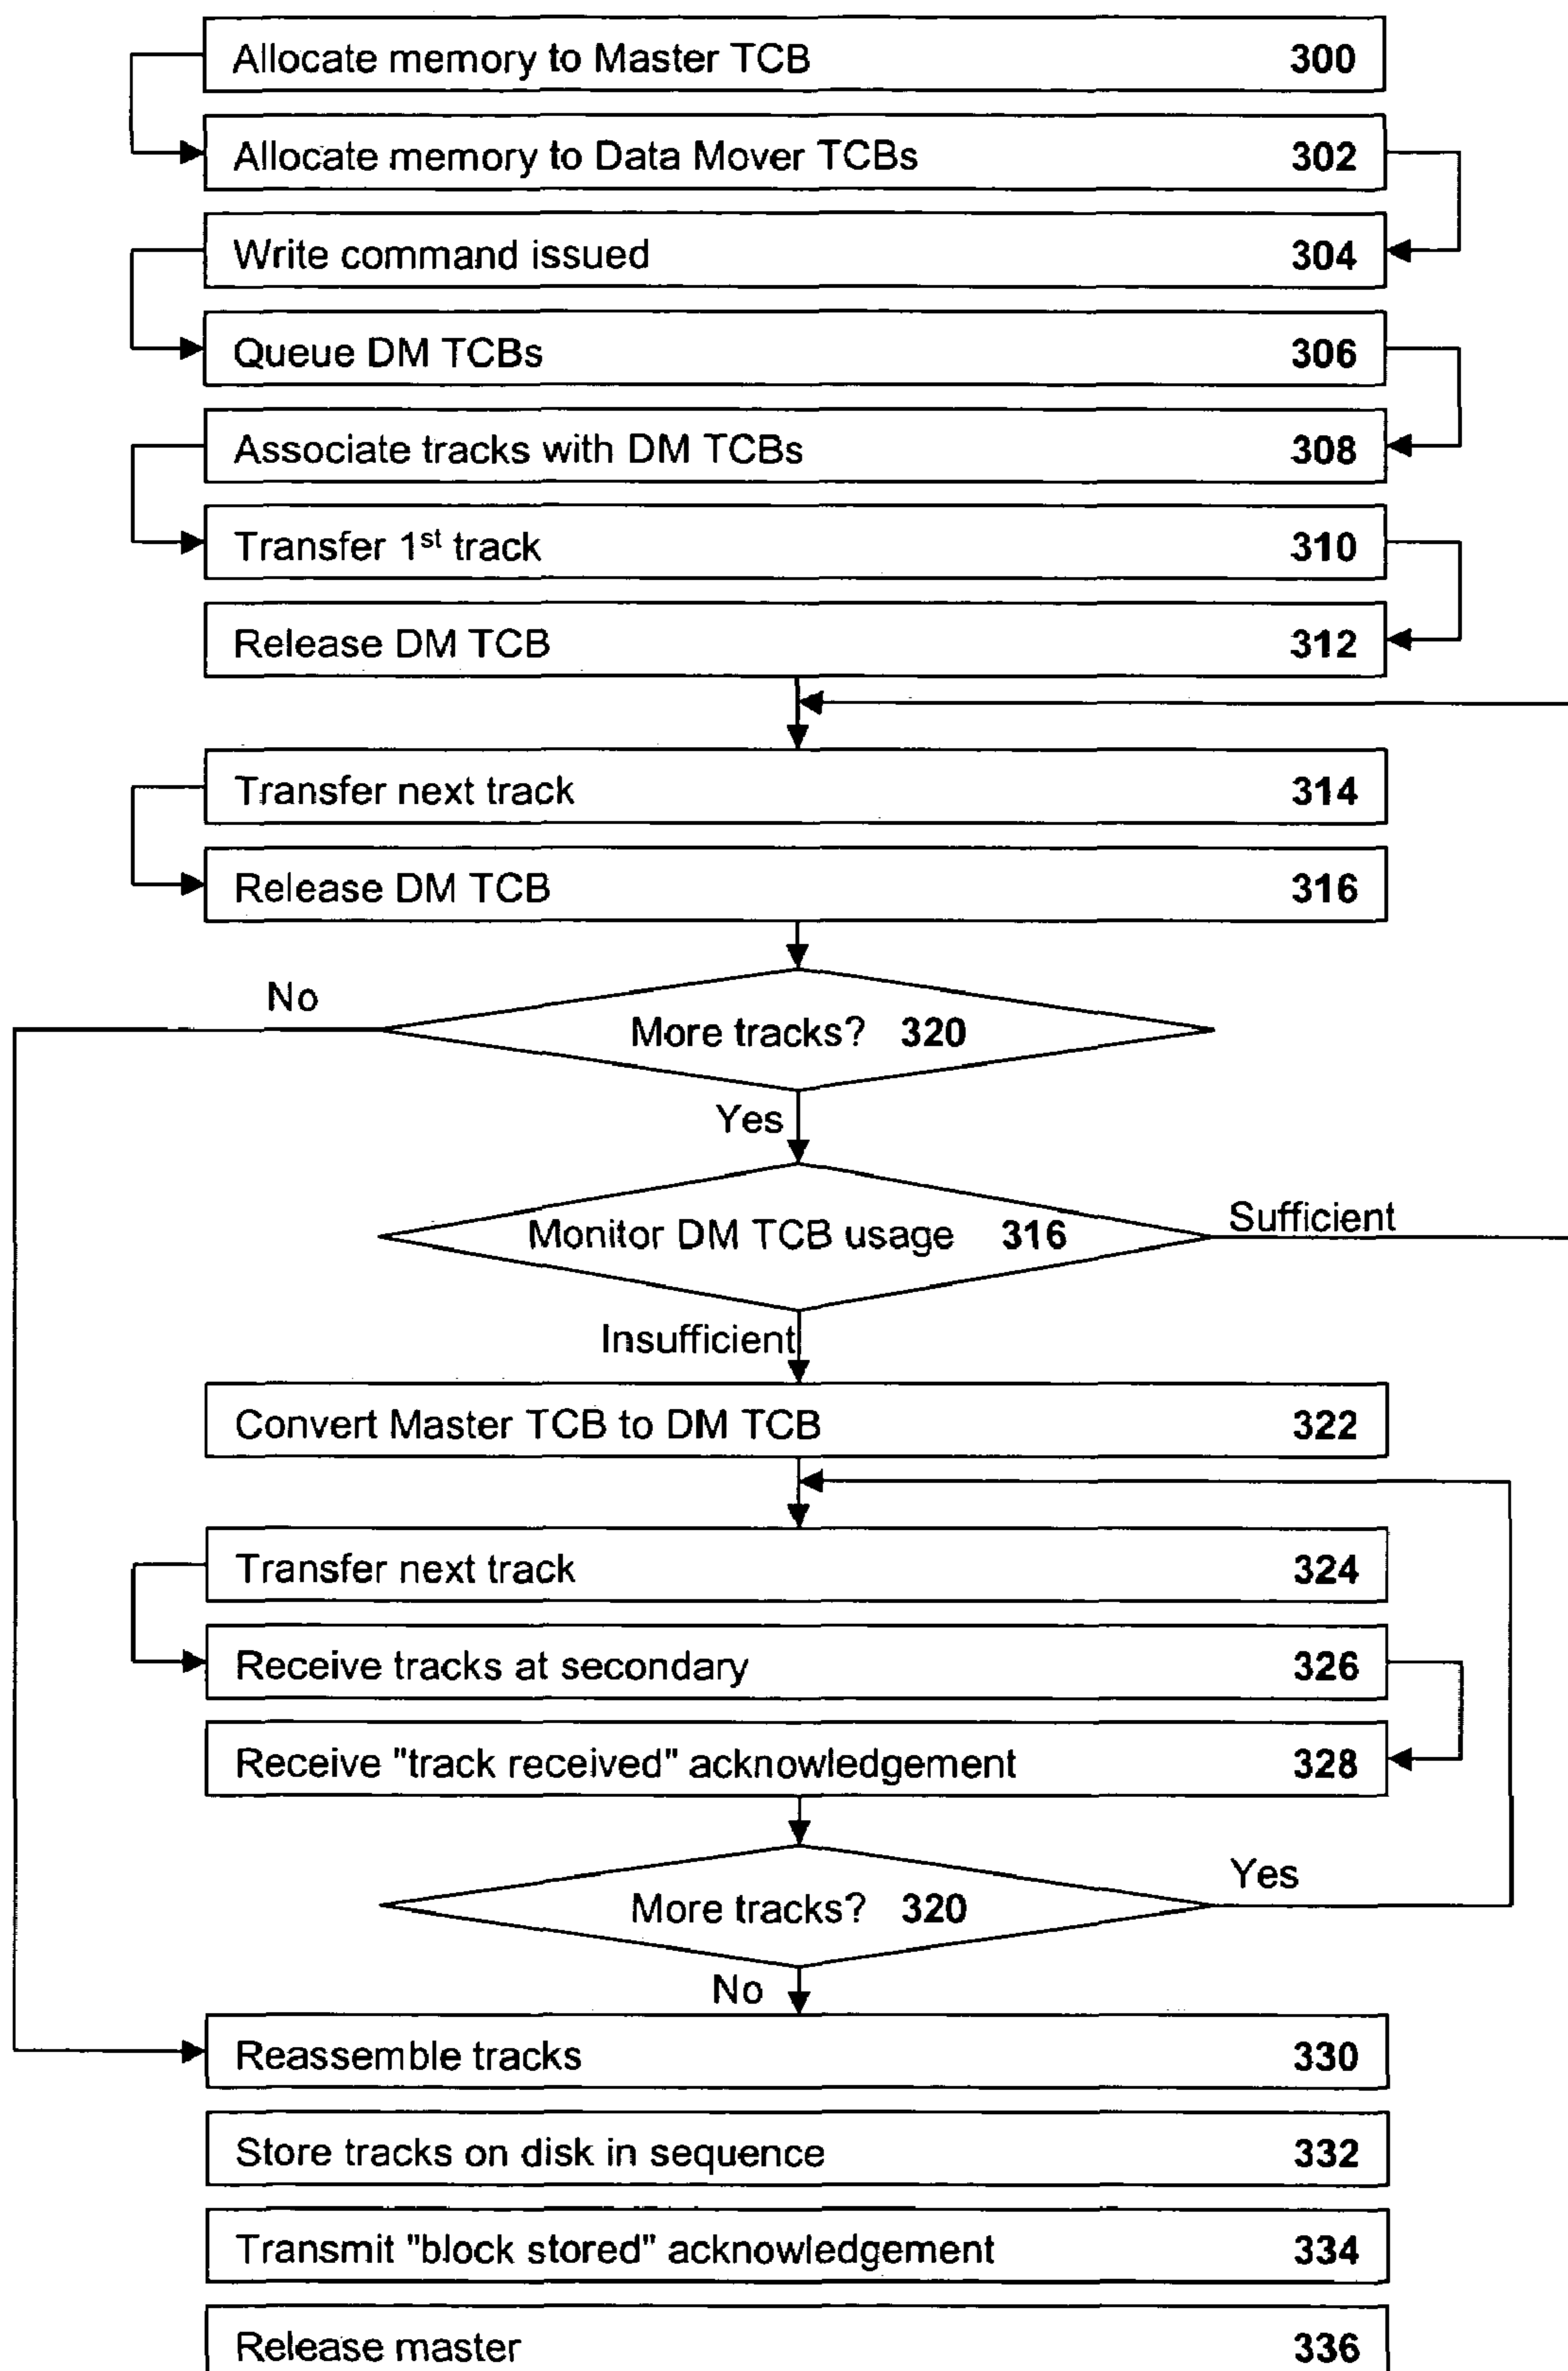 Allocate memory to Master TCB 300
Allocate memory to Data Mover TCBs 302
Write command issued 304
Queue DM TCBs 306
Associate tracks with DM TCBs 308
Transfer 1st track 310
Release DM TCB 312
Transfer next track 314
Release DM TCB 316
No
More tracks? 320
Yes
Monitor DM TCB usage 316
Sufficient
Insufficient
Convert Master TCB to DM TCB 322
Transfer next track 324
Receive tracks at secondary 326
Receive "track received" acknowledgement 328
Yes
More tracks? 320
No
Reassemble tracks 330
Store tracks on disk in sequence 332
Transmit "block stored" acknowledgement 334
Release master 336